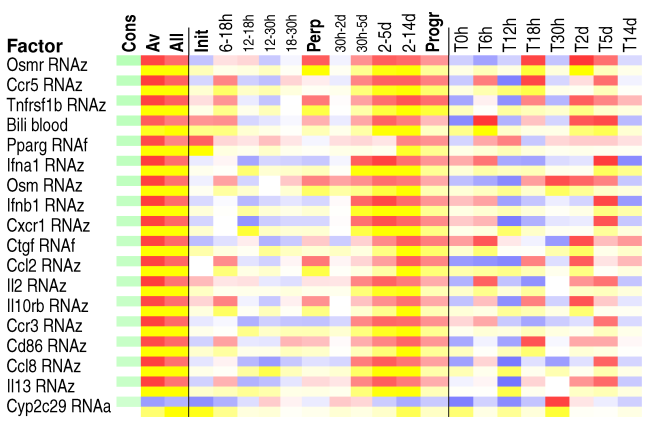 Factor Cons Av All Init 6-18h 12-18h 12-30h 18-30h Perp 30h-2d 30h-5d 2-5d 2-14d Progr T0h T6h T12h T18h T30h T2d T5d T14d
Osmr RNAz
Ccr5 RNAz
Tnfrsf1b RNAz
Bili blood
Pparg RNAf
Ifna1 RNAz
Osm RNAz
Ifnb1 RNAz
Cxcr1 RNAz
Ctgf RNAf
Ccl2 RNAz
Il2 RNAz
Il10rb RNAz
Ccr3 RNAz
Cd86 RNAz
Ccl8 RNAz
Il13 RNAz
Cyp2c29 RNAa